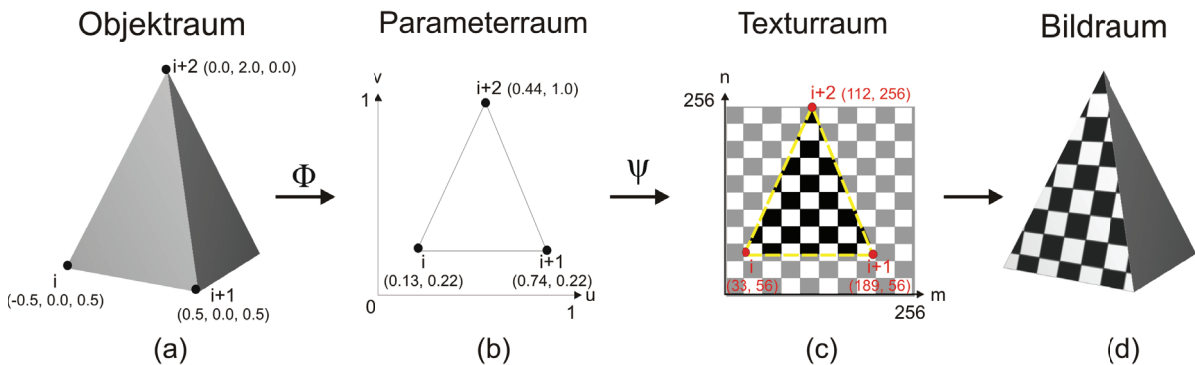 Objektraum
i+2 (0.0, 2.0, 0.0)
i
(-0.5, 0.0, 0.5)
i+1
(0.5, 0.0, 0.5)
(a)
Φ
Parameterraum
v
1
i+2 (0.44, 1.0)
i
(0.13, 0.22)
i+1
(0.74, 0.22)
u
0
1
(b)
ψ
Texturraum
n
256
i+2 (112, 256)
i
(33, 56)
i+1
(189, 56)
m
0
256
(c)
Bildraum
(d)